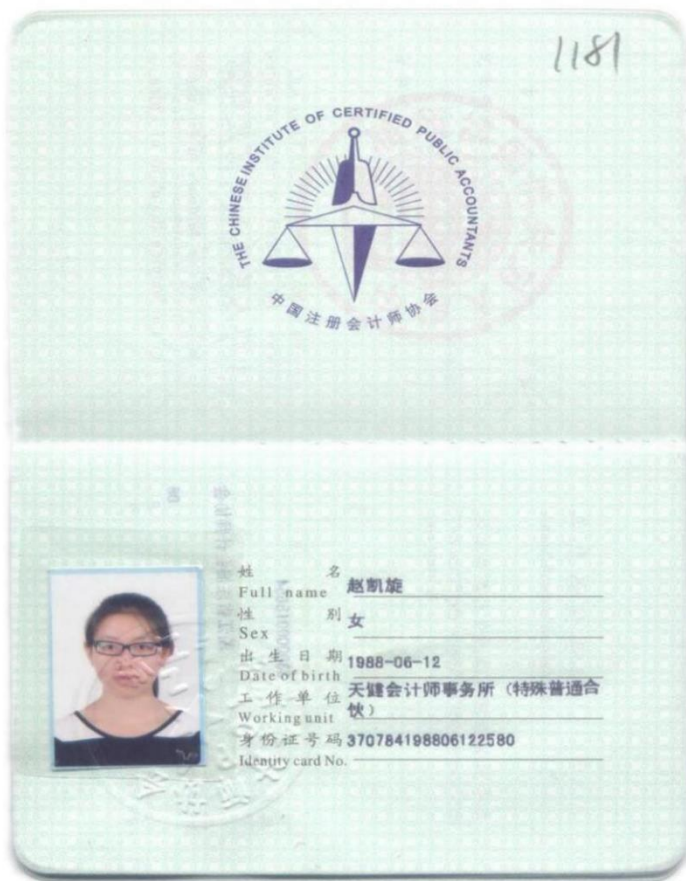 1181
THE CHINESE INSTITUTE OF CERTIFIED PUBLIC ACCOUNTANTS
中国注册会计师协会
姓 名 赵凯旋
Full name
性 别 女
Sex
出生日期 1988-06-12
Date of birth
工作单位 天健会计师事务所（特殊普通合
Working unit 伙）
身份证号码 370784198806122580
Identity card No.